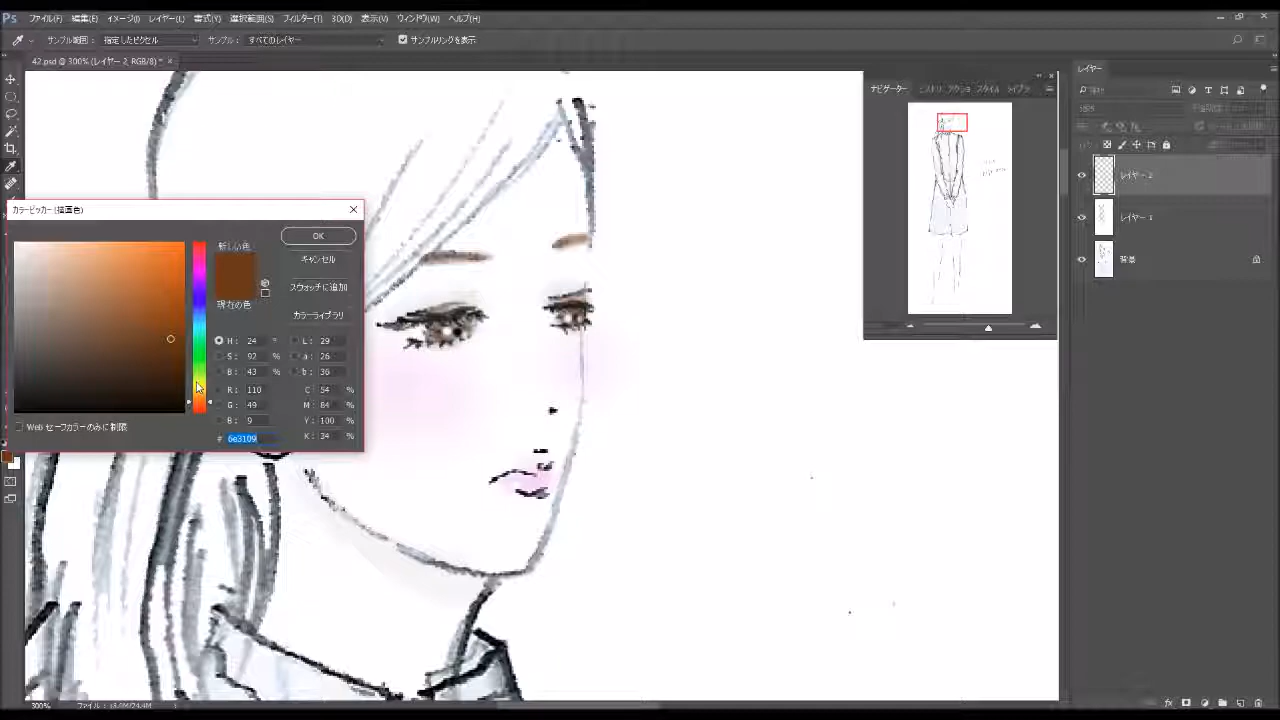 Ps ファイル(F) 編集(E) イメージ(I) レイヤー(L) 書式(Y) 選択範囲(S) フィルター(T) 3D(D) 表示(V) ウィンドウ(W) ヘルプ(H)
サンプル範囲: 指定したピクセル サンプル: すべてのレイヤー サンプリングを表示
42.psd @ 300% (レイヤー 2, RGB/8) * ×
レイヤー
ナビゲーター
スタイル
レイヤー 2
レイヤー 1
背景
カラーピッカー (描画色)
新しい色
現在の色
OK
キャンセル
スウォッチに追加
カラーライブラリ
H: 24 °
S: 92 %
B: 43 %
R: 110
G: 49
B: 9
# 6e3109
L: 29
a: 26
b: 36
C: 54 %
M: 84 %
Y: 100 %
K: 34 %
Web セーフカラーのみに制限
300%
fx